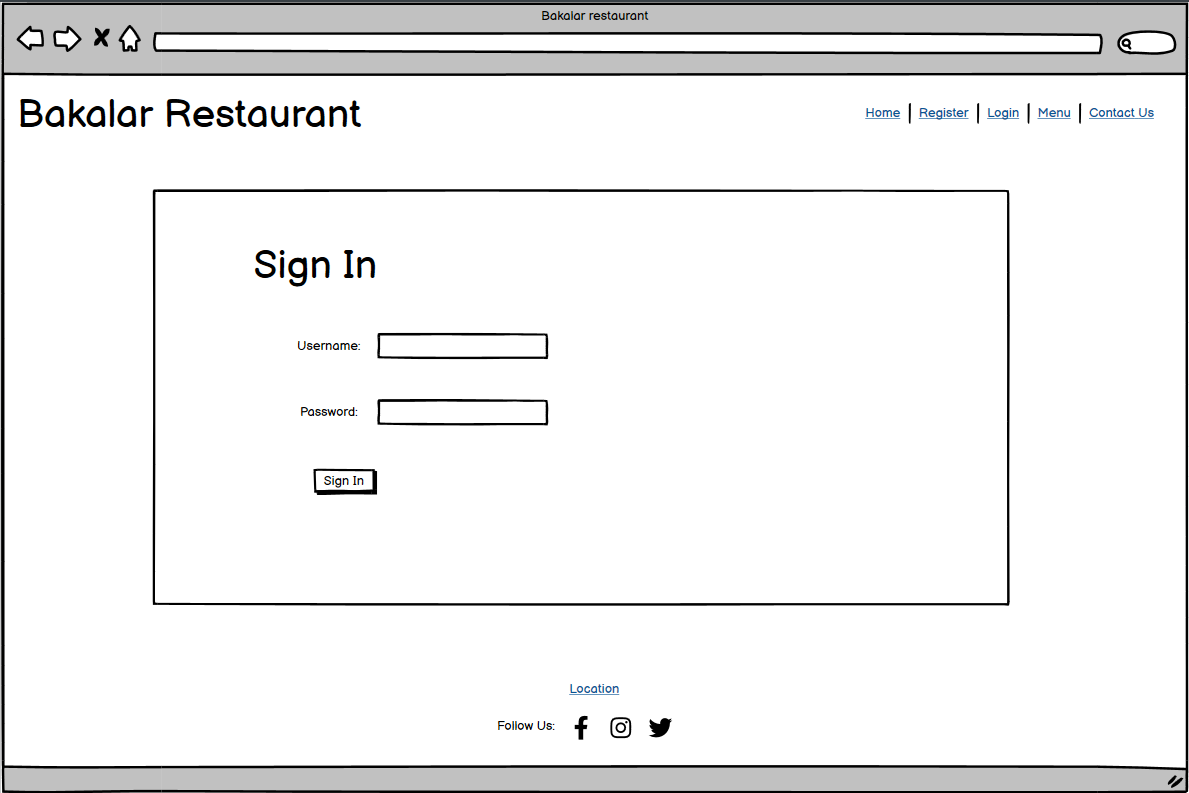 Bakalar restaurant
Bakalar Restaurant
Home Register Login Menu Contact Us
Sign In
Username:
Password:
Sign In
Location
Follow Us: